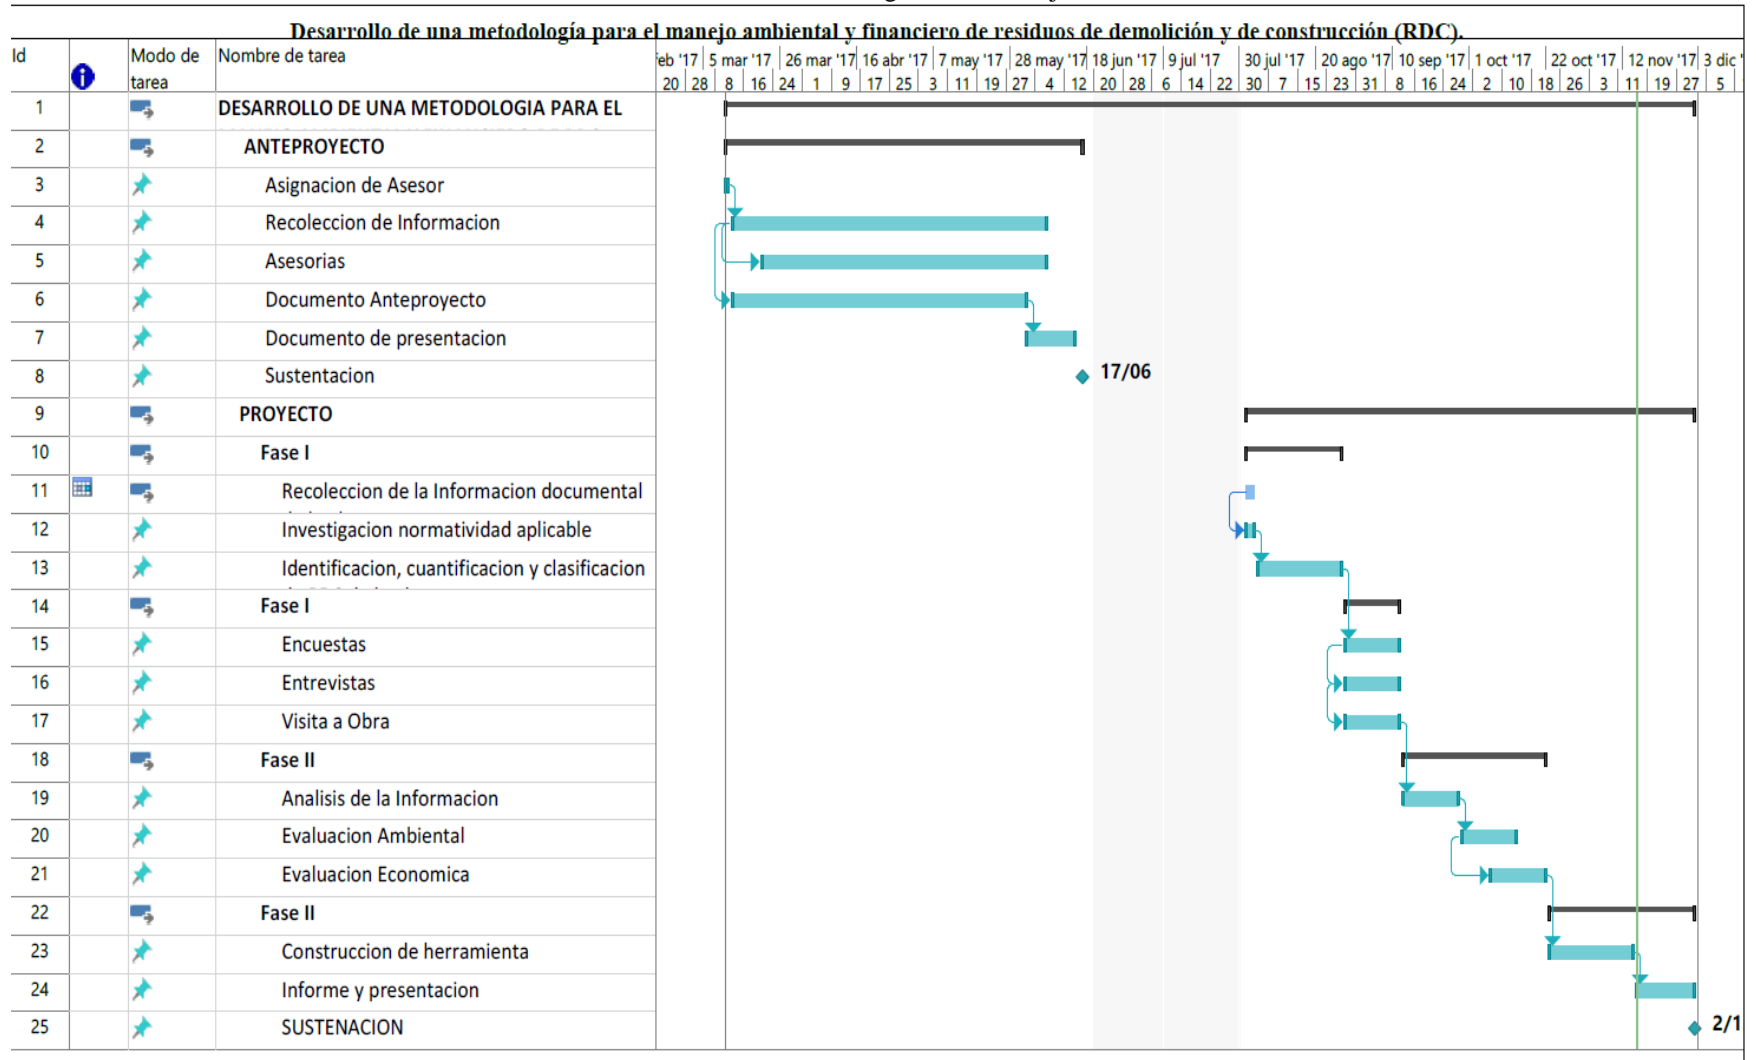 Desarrollo de una metodología para el manejo ambiental y financiero de residuos de demolición y de construcción (RDC).
Id Modo de tarea Nombre de tarea
feb '17 5 mar '17 26 mar '17 16 abr '17 7 may '17 28 may '17 18 jun '17 9 jul '17 30 jul '17 20 ago '17 10 sep '17 1 oct '17 22 oct '17 12 nov '17 3 dic '
20 28 8 16 24 1 9 17 25 3 11 19 27 4 12 20 28 6 14 22 30 7 15 23 31 8 16 24 2 10 18 26 3 11 19 27 5
1 DESARROLLO DE UNA METODOLOGIA PARA EL
2 ANTEPROYECTO
3 Asignacion de Asesor
4 Recoleccion de Informacion
5 Asesorias
6 Documento Anteproyecto
7 Documento de presentacion
8 Sustentacion 17/06
9 PROYECTO
10 Fase I
11 Recoleccion de la Informacion documental
12 Investigacion normatividad aplicable
13 Identificacion, cuantificacion y clasificacion
14 Fase I
15 Encuestas
16 Entrevistas
17 Visita a Obra
18 Fase II
19 Analisis de la Informacion
20 Evaluacion Ambiental
21 Evaluacion Economica
22 Fase II
23 Construccion de herramienta
24 Informe y presentacion
25 SUSTENACION 2/1